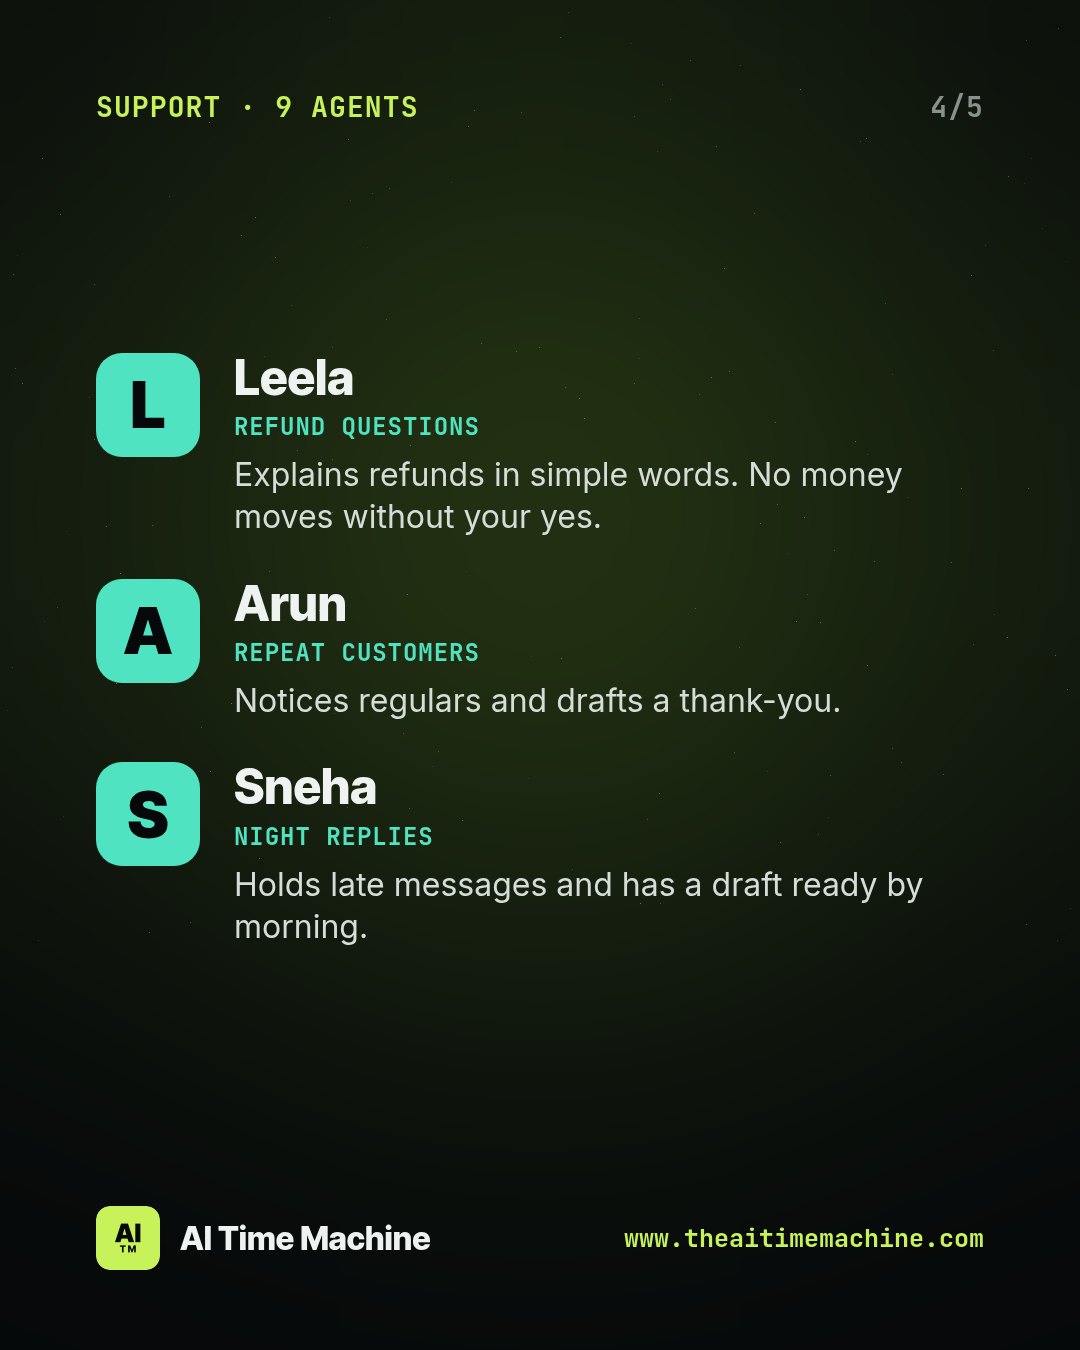 SUPPORT · 9 AGENTS
4/5
L
Leela
REFUND QUESTIONS
Explains refunds in simple words. No money
moves without your yes.
A
Arun
REPEAT CUSTOMERS
Notices regulars and drafts a thank-you.
S
Sneha
NIGHT REPLIES
Holds late messages and has a draft ready by
morning.
AI
TM
AI Time Machine
www.theaitimemachine.com